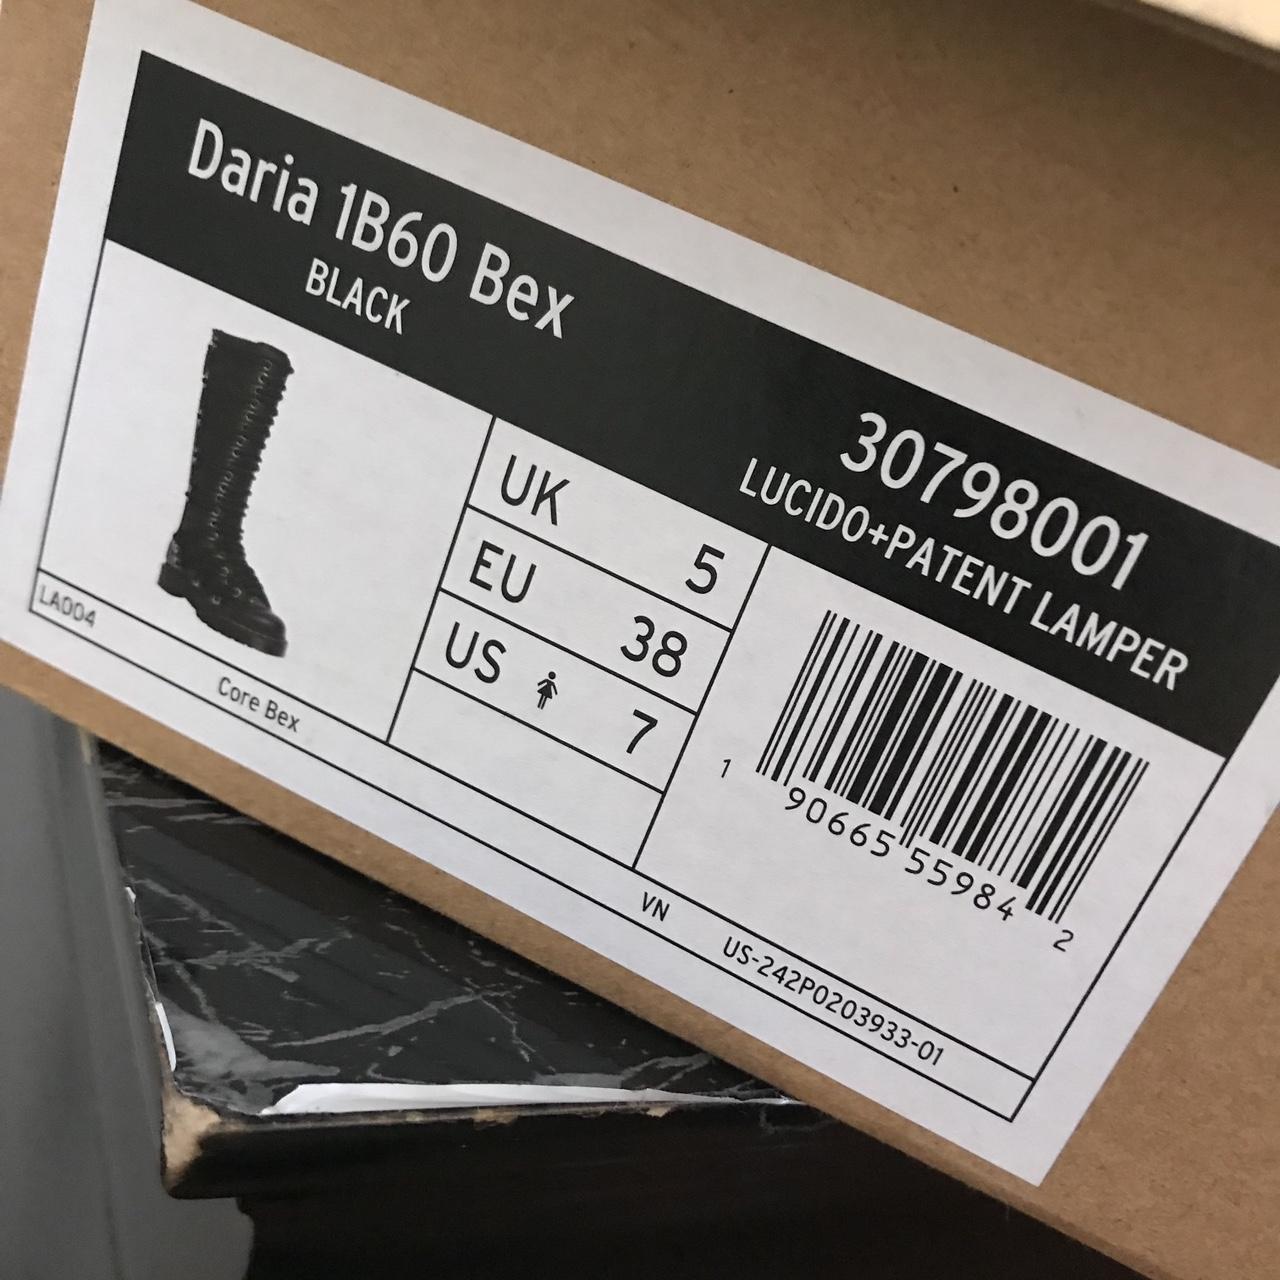 Daria 1B60 Bex
BLACK
30798001
LUCIDO+PATENT LAMPER
UK 5
EU 38
US 7
1 90665 55984 2
LA004
Core Bex
VN
US-242P0203933-01